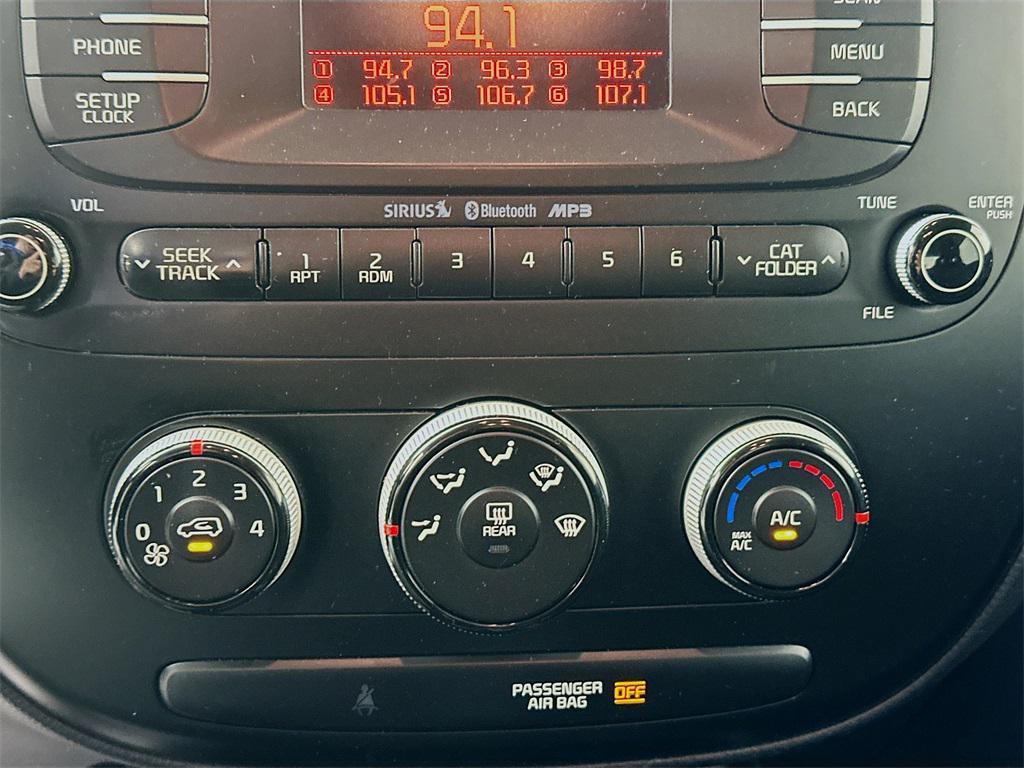 94.1
1 94.7 2 96.3 3 98.7
4 105.1 5 106.7 6 107.1
PHONE
SETUP
CLOCK
SCAN
MENU
BACK
VOL
SIRIUS Bluetooth MP3
TUNE
ENTER
PUSH
SEEK
TRACK
1
RPT
2
RDM
3
4
5
6
CAT
FOLDER
FILE
0
1
2
3
4
REAR
MAX
A/C
A/C
PASSENGER
AIR BAG
OFF